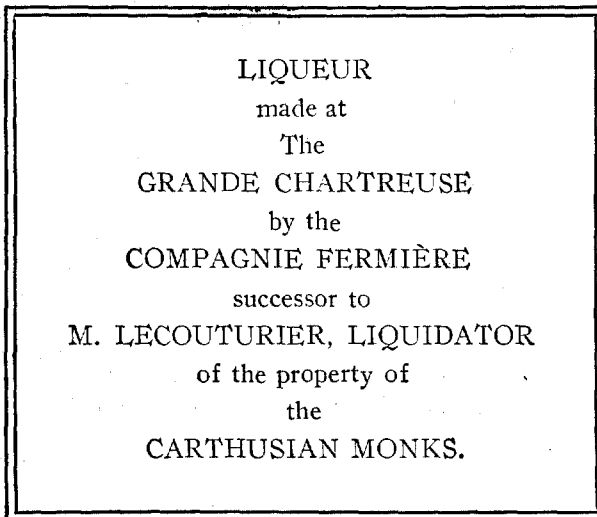 LIQUEUR
made at
The
GRANDE CHARTREUSE
by the
COMPAGNIE FERMIÈRE
successor to
M. LECOUTURIER, LIQUIDATOR
of the property of
the
CARTHUSIAN MONKS.